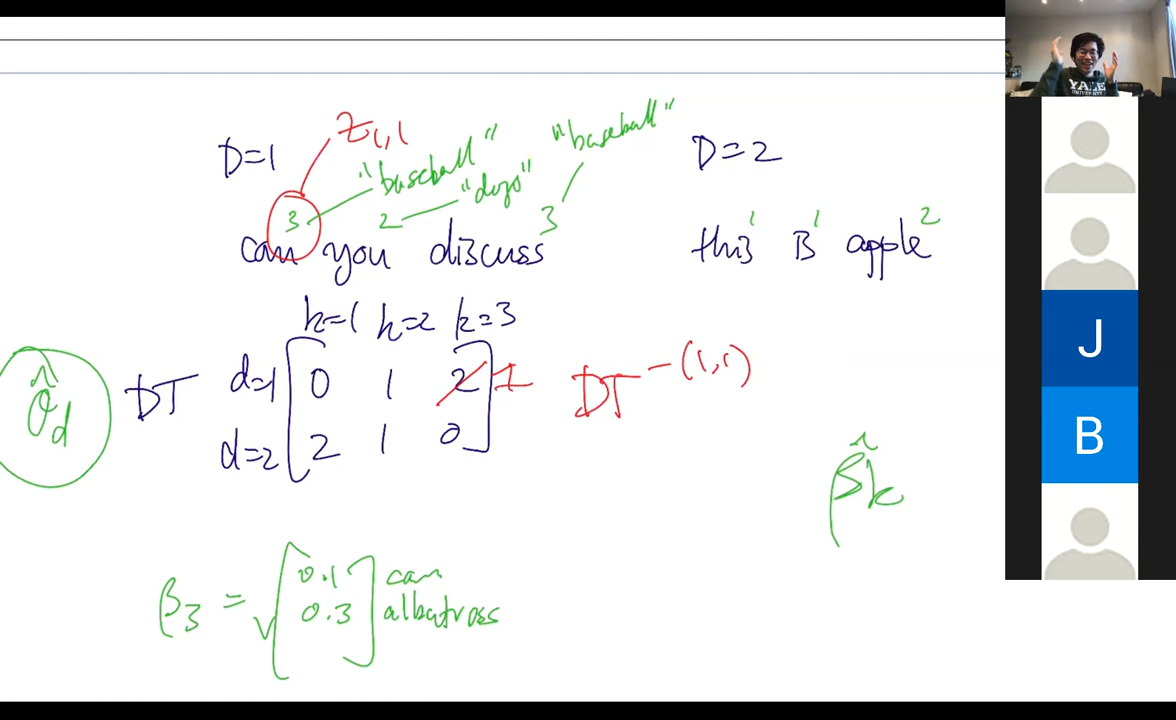 Z1,1
D=1
"baseball" "baseball"
"dogs"
D=2
3 2 3
can you discuss
1 1 2
this is apple
k=1 k=2 k=3
θ̂d DT d=1 [ 0 1 2 ] 1 DT-(1,1)
d=2 [ 2 1 0 ]
β̂k
β3 = V [ 0.1 ] can
[ 0.3 ] albatross
YALE
UNIVERSITY
J
B